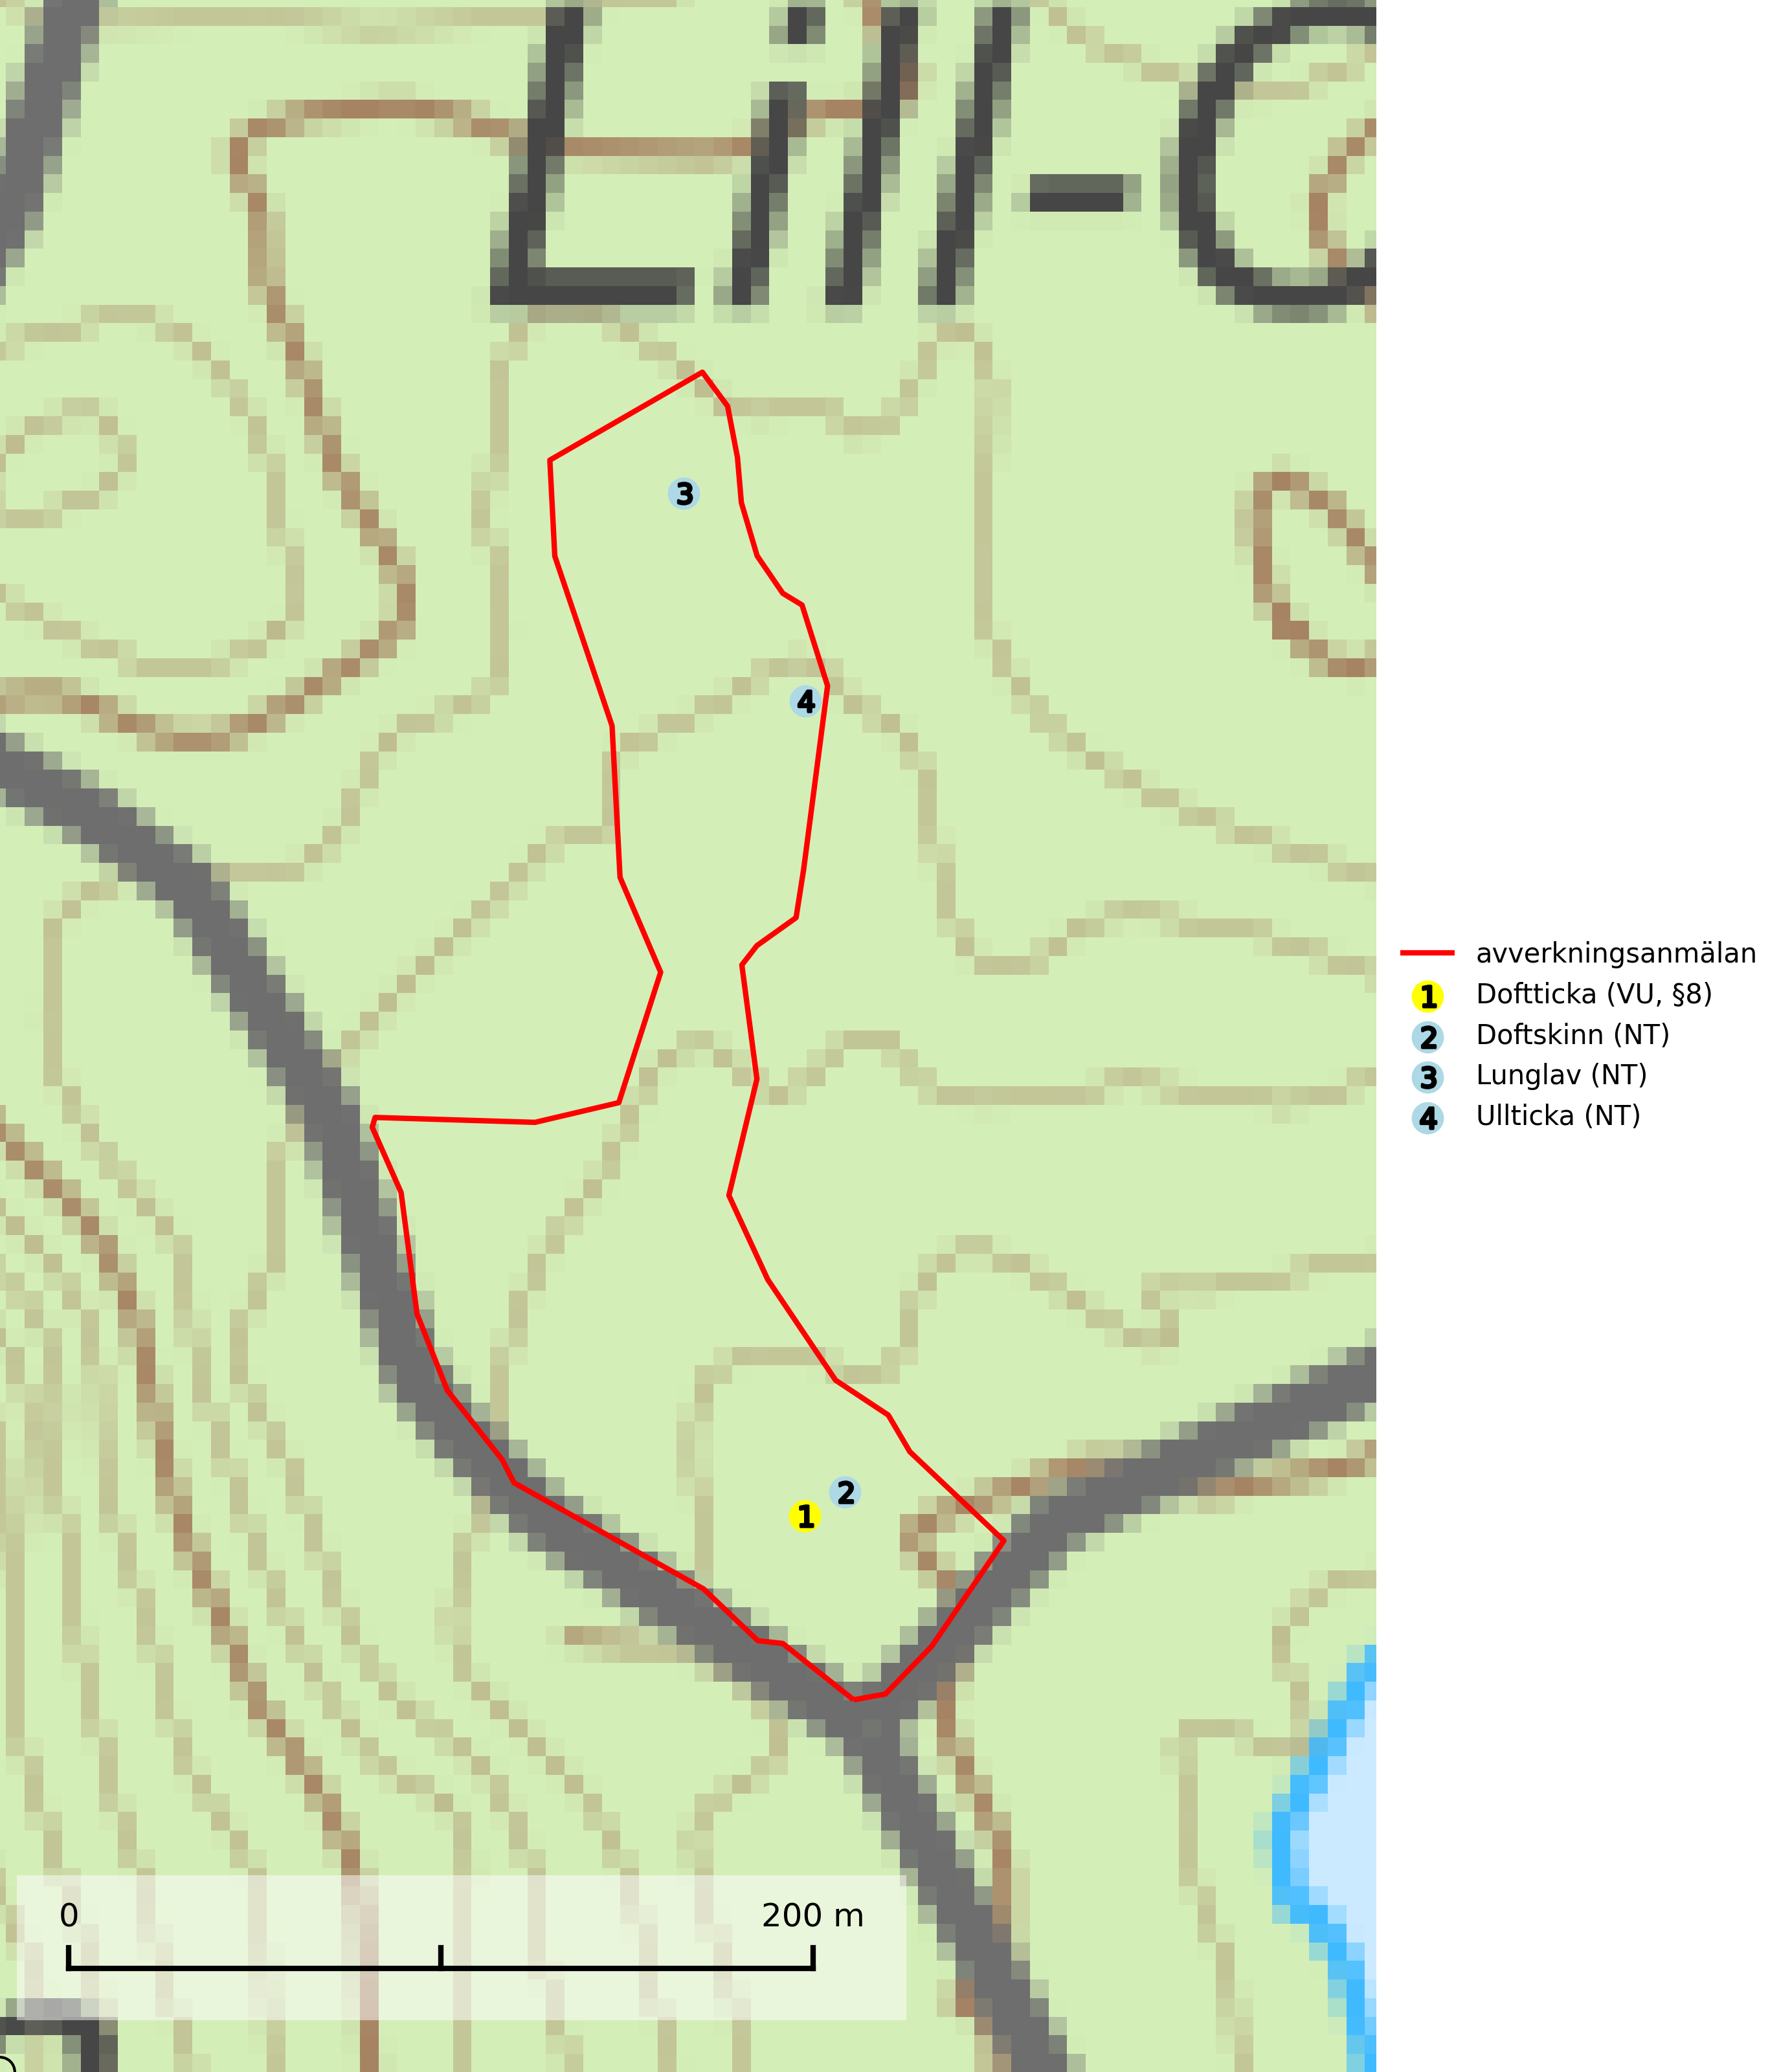 3
4
2
1
avverkningsanmälan
1 Doftticka (VU, §8)
2 Doftskinn (NT)
3 Lunglav (NT)
4 Ullticka (NT)
0 200 m